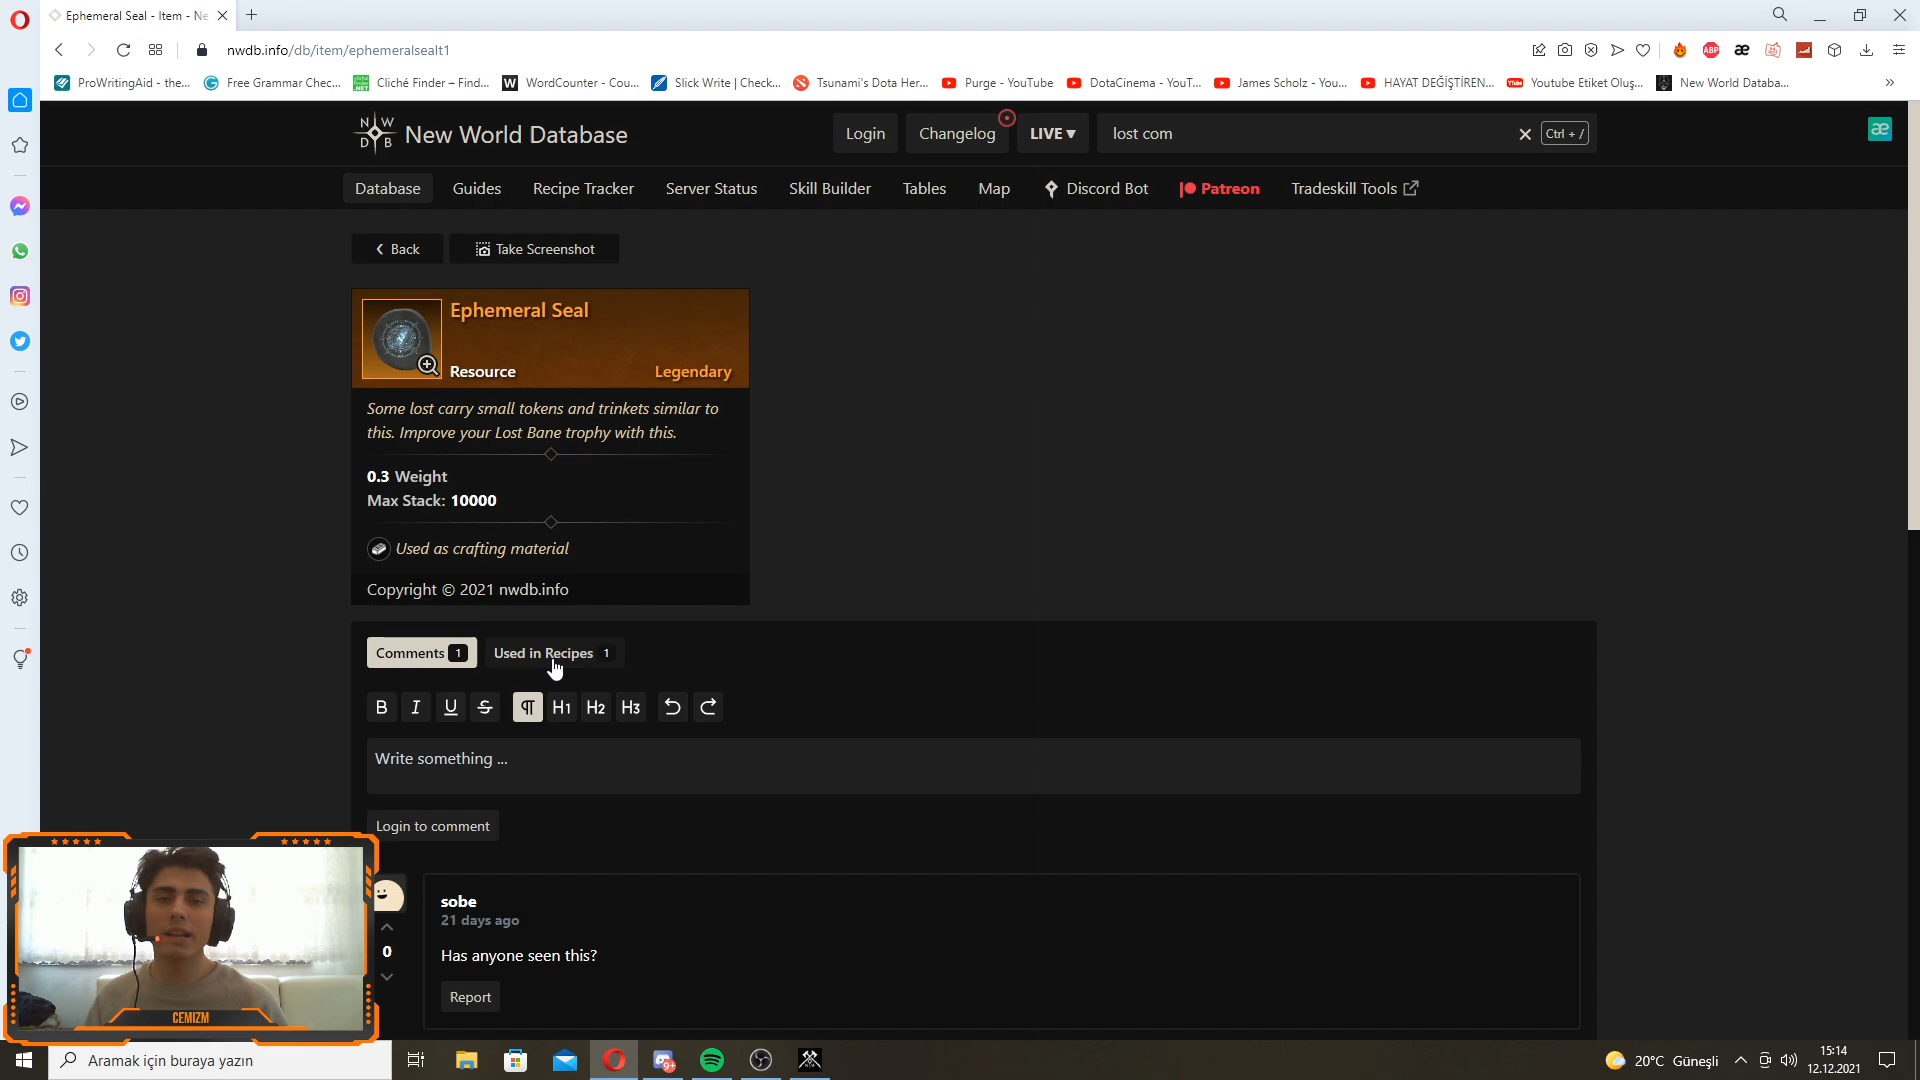 Ephemeral Seal - Item - Ne
nwdb.info/db/item/ephemeralsealt1
ABP
æ
ProWritingAid - the...
Free Grammar Chec...
Cliché Finder – Find...
W WordCounter - Cou...
Slick Write | Check...
Tsunami's Dota Her...
Purge - YouTube
DotaCinema - YouT...
James Scholz - You...
HAYAT DEĞİŞTİREN...
Youtube Etiket Oluş...
New World Databa...
»
N W D B New World Database
Login
Changelog
LIVE
lost com
Ctrl + /
æ
Database
Guides
Recipe Tracker
Server Status
Skill Builder
Tables
Map
Discord Bot
Patreon
Tradeskill Tools
Back
Take Screenshot
Ephemeral Seal
Resource
Legendary
Some lost carry small tokens and trinkets similar to
this. Improve your Lost Bane trophy with this.
0.3 Weight
Max Stack: 10000
Used as crafting material
Copyright © 2021 nwdb.info
Comments 1
Used in Recipes 1
B I U S ¶ H1 H2 H3
Write something ...
Login to comment
sobe
21 days ago
0
Has anyone seen this?
Report
CEMIZM
Aramak için buraya yazın
9+
20°C Güneşli
15:14
12.12.2021